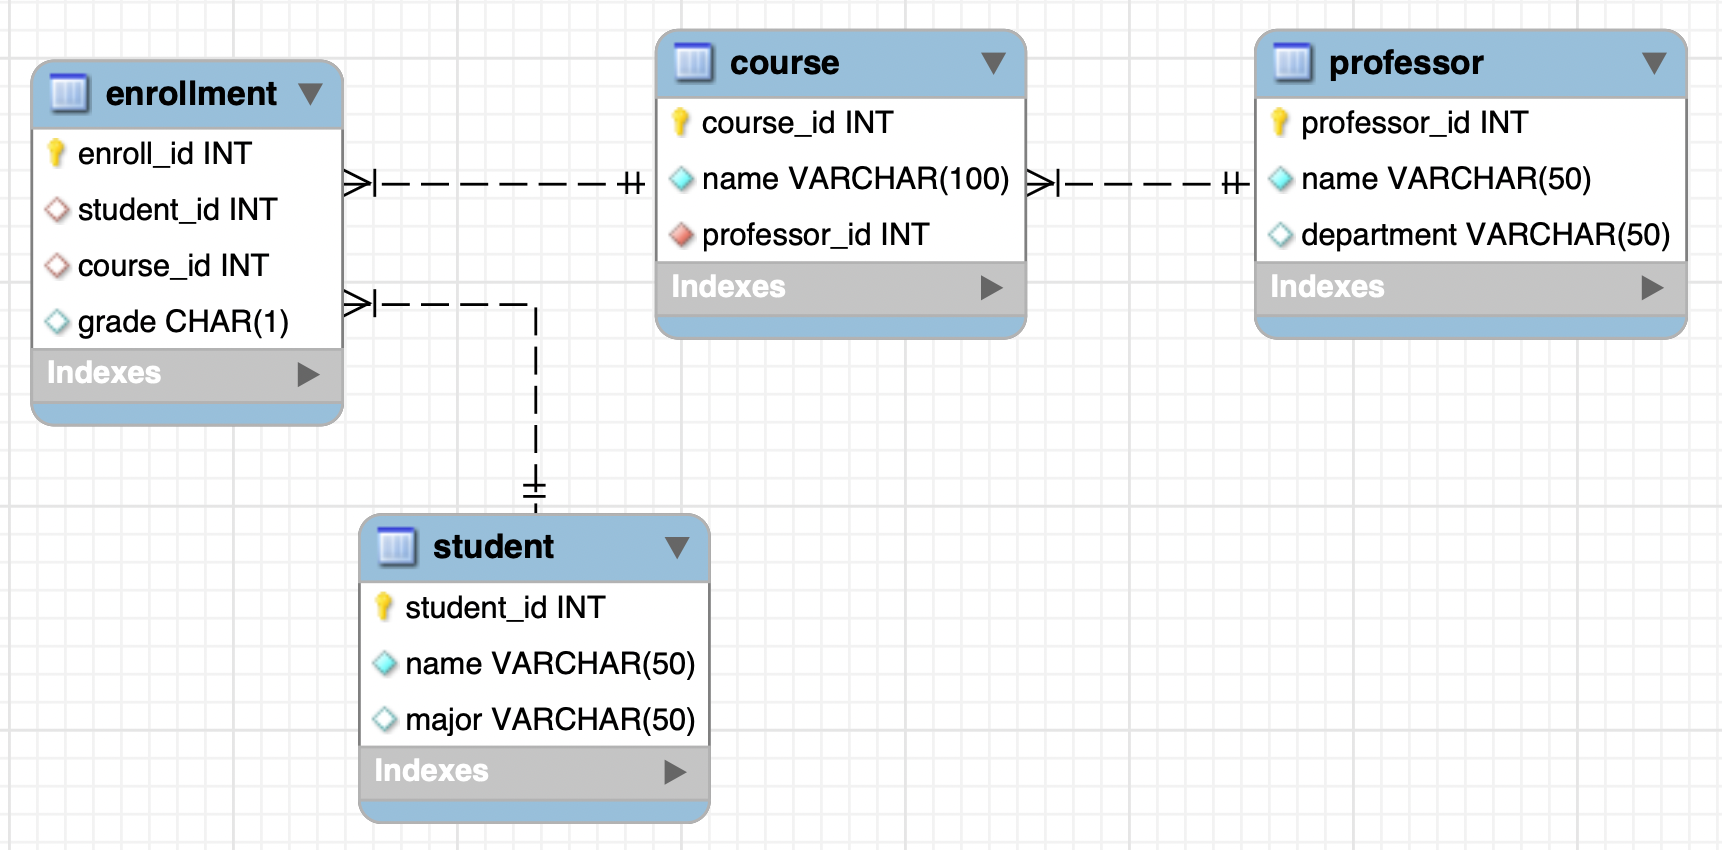 enrollment
enroll_id INT
student_id INT
course_id INT
grade CHAR(1)
Indexes
course
course_id INT
name VARCHAR(100)
professor_id INT
Indexes
professor
professor_id INT
name VARCHAR(50)
department VARCHAR(50)
Indexes
student
student_id INT
name VARCHAR(50)
major VARCHAR(50)
Indexes